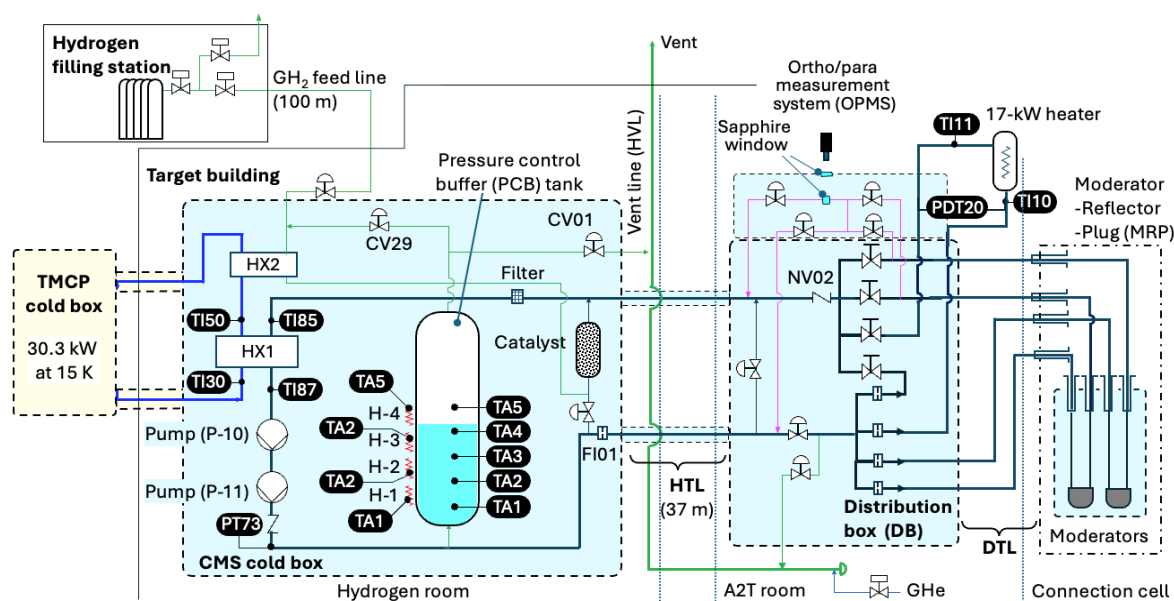 Hydrogen
filling station
GH2 feed line
(100 m)
Vent
Ortho/para
measurement
system (OPMS)
Sapphire
window
TI11
17-kW heater
PDT20
TI10
Moderator
-Reflector
-Plug (MRP)
Target building
Pressure control
buffer (PCB) tank
Vent line (HVL)
CV01
CV29
HX2
Filter
NV02
TMCP
cold box
30.3 kW
at 15 K
TI50
TI85
HX1
TI30
TI87
Catalyst
TA5
H-4
TA2
H-3
H-2
TA2
H-1
TA1
TA5
TA4
TA3
TA2
TA1
Pump (P-10)
Pump (P-11)
PT73
FI01
HTL
(37 m)
CMS cold box
Distribution
box (DB)
DTL
Moderators
Hydrogen room
A2T room
GHe
Connection cell